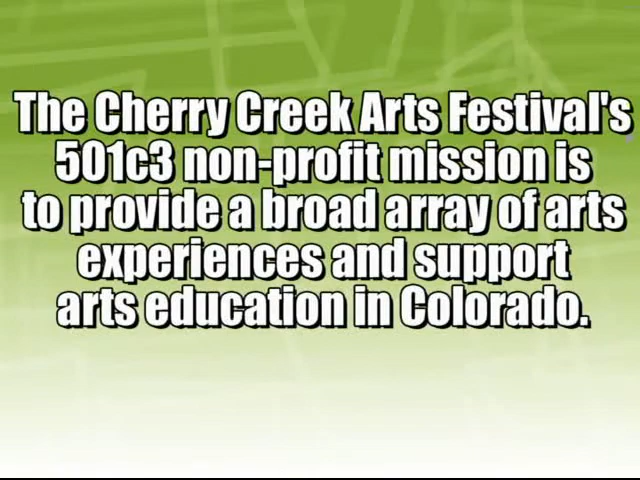 The Cherry Creek Arts Festival's
501c3 non-profit mission is
to provide a broad array of arts
experiences and support
arts education in Colorado.